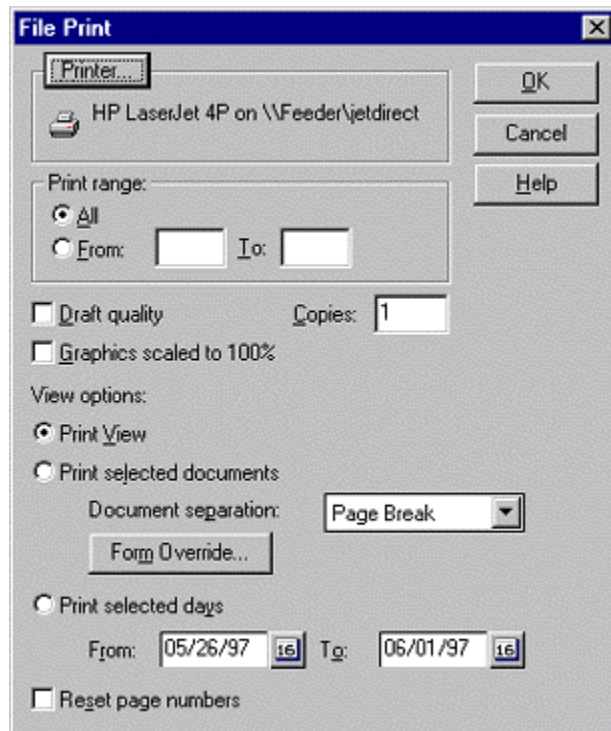 File Print
Printer...
HP LaserJet 4P on \\Feeder\jetdirect
OK
Cancel
Help
Print range:
All
From: To:
Draft quality Copies: 1
Graphics scaled to 100%
View options:
Print View
Print selected documents
Document separation: Page Break
Form Override...
Print selected days
From: 05/26/97 16 To: 06/01/97 16
Reset page numbers